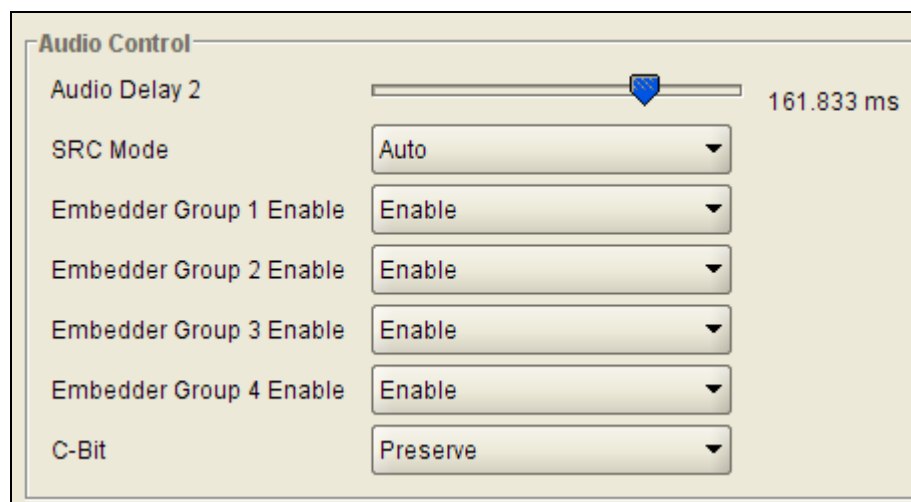 Audio Control
Audio Delay 2 161.833 ms
SRC Mode Auto
Embedder Group 1 Enable Enable
Embedder Group 2 Enable Enable
Embedder Group 3 Enable Enable
Embedder Group 4 Enable Enable
C-Bit Preserve